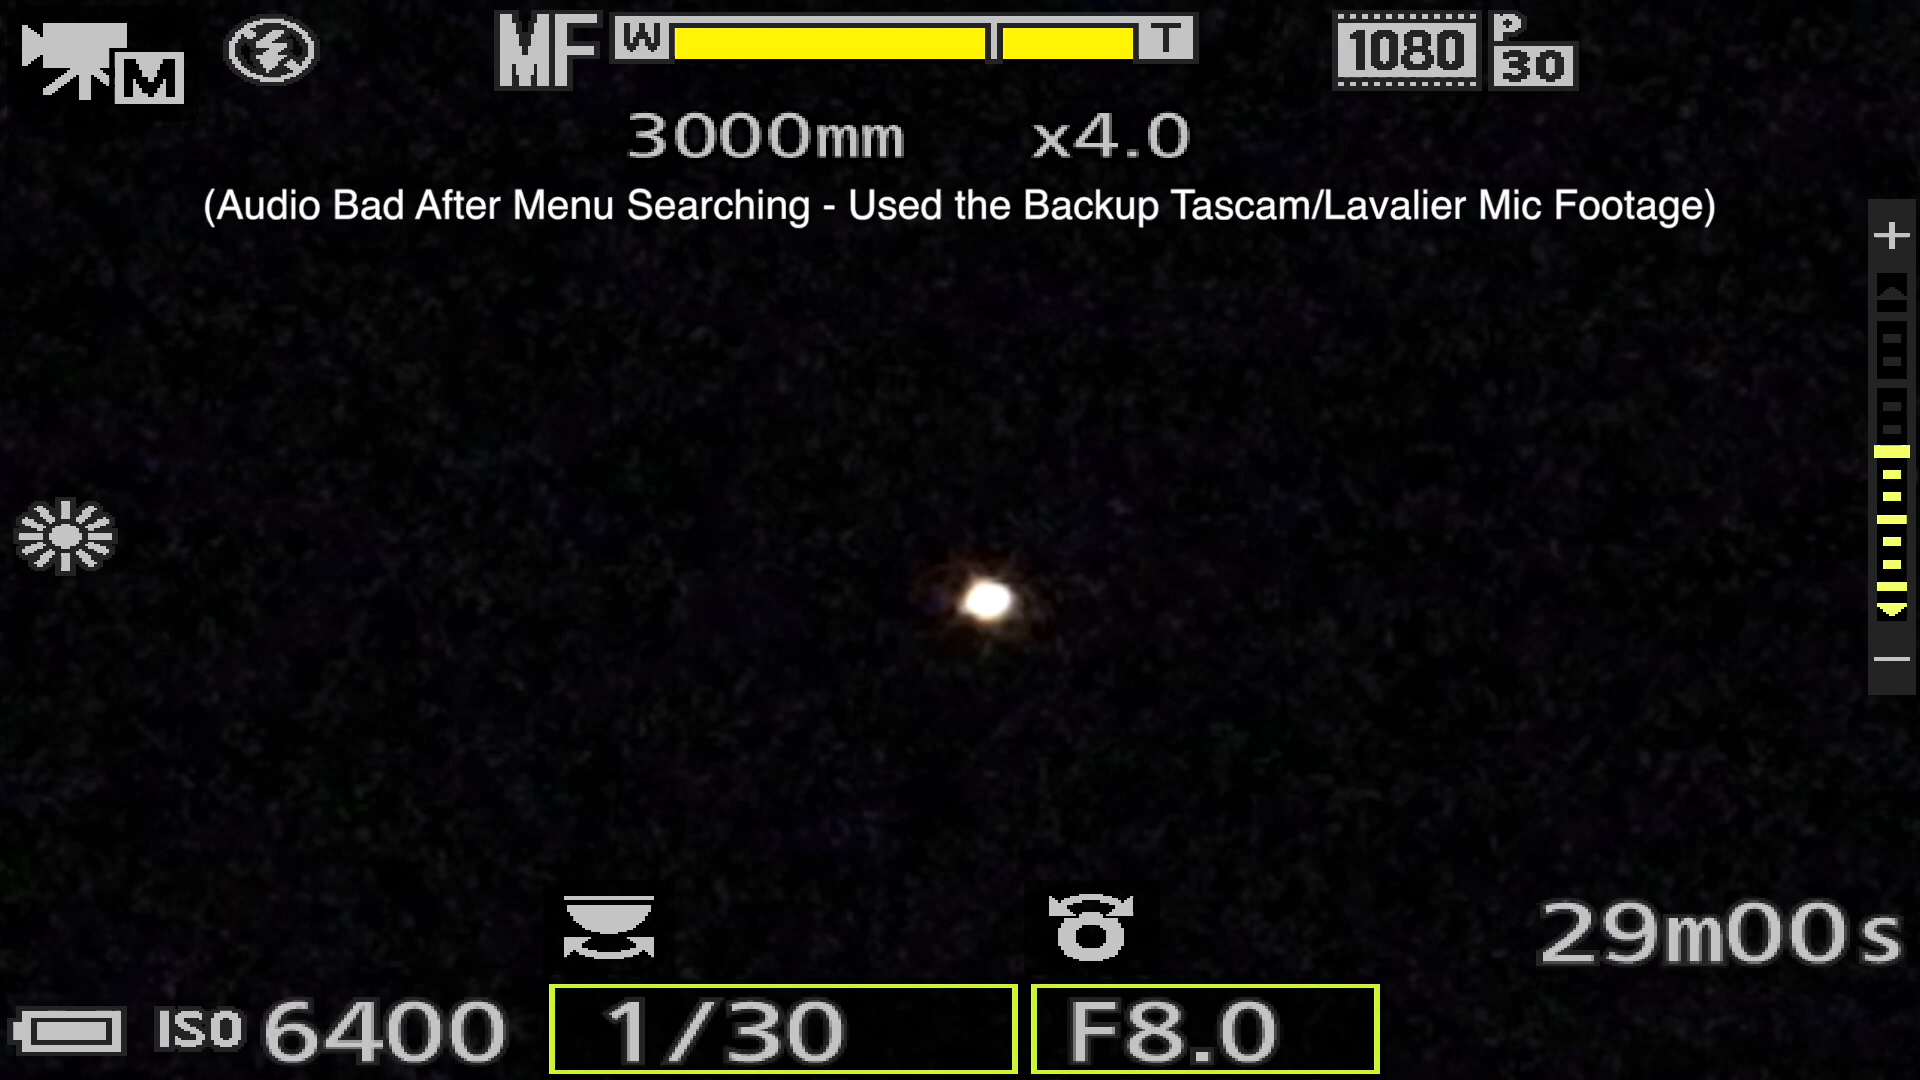 M MF W T 1080 P 30
3000mm x4.0
(Audio Bad After Menu Searching - Used the Backup Tascam/Lavalier Mic Footage)
+
−
29m00s
ISO 6400 1/30 F8.0